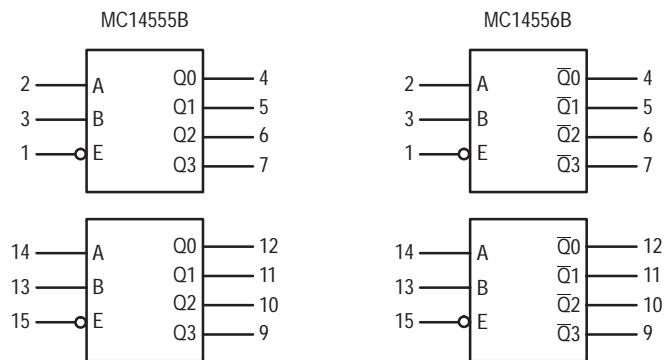 MC14555B
2 A Q0 4
3 B Q1 5
1 E Q2 6
Q3 7
14 A Q0 12
13 B Q1 11
15 E Q2 10
Q3 9
MC14556B
2 A Q̅0 4
3 B Q̅1 5
1 E Q̅2 6
Q̅3 7
14 A Q̅0 12
13 B Q̅1 11
15 E Q̅2 10
Q̅3 9